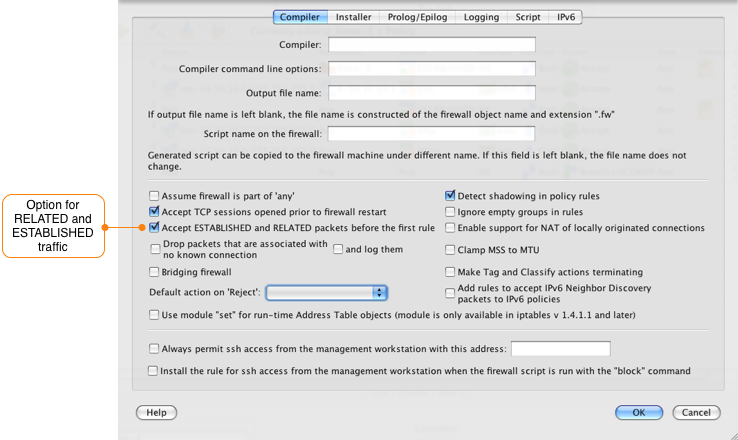 Compiler Installer Prolog/Epilog Logging Script IPv6
Compiler:
Compiler command line options:
Output file name:
If output file name is left blank, the file name is constructed of the firewall object name and extension ".fw"
Script name on the firewall:
Generated script can be copied to the firewall machine under different name. If this field is left blank, the file name does not
change.
Option for
RELATED and
ESTABLISHED
traffic
Assume firewall is part of 'any'
Accept TCP sessions opened prior to firewall restart
Accept ESTABLISHED and RELATED packets before the first rule
Drop packets that are associated with
no known connection
and log them
Bridging firewall
Default action on 'Reject':
Detect shadowing in policy rules
Ignore empty groups in rules
Enable support for NAT of locally originated connections
Clamp MSS to MTU
Make Tag and Classify actions terminating
Add rules to accept IPv6 Neighbor Discovery
packets to IPv6 policies
Use module "set" for run-time Address Table objects (module is only available in iptables v 1.4.1.1 and later)
Always permit ssh access from the management workstation with this address:
Install the rule for ssh access from the management workstation when the firewall script is run with the "block" command
Help OK Cancel